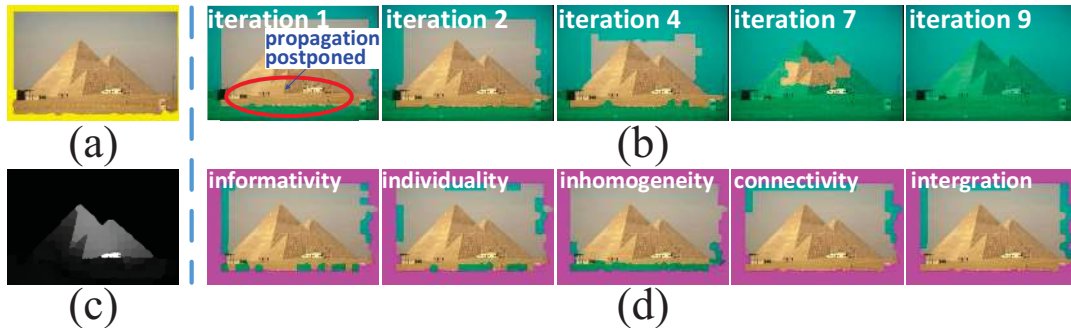 iteration 1 iteration 2 iteration 4 iteration 7 iteration 9
propagation
postponed
(a) (b)
informativity individuality inhomogeneity connectivity intergration
(c) (d)